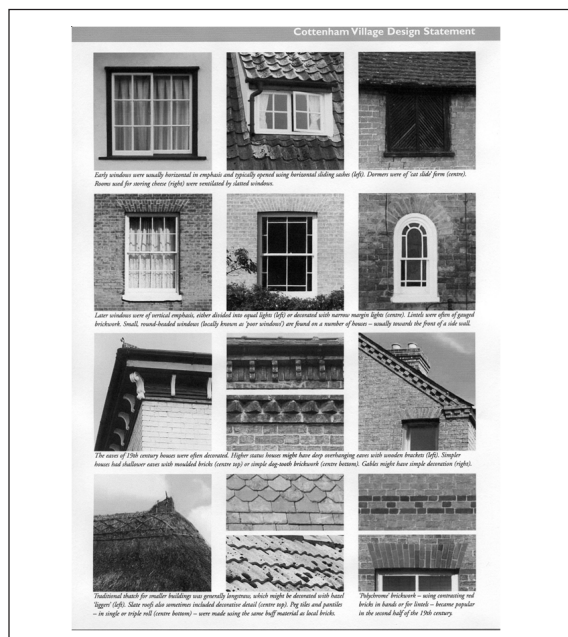 Cottenham Village Design Statement
Early windows were usually horizontal in emphasis and typically opened using horizontal sliding sashes (left). Dormers were of 'cat slide' form (centre).
Rooms used for storing cheese (right) were ventilated by slatted windows.
Later windows were of vertical emphasis, either divided into equal lights (left) or decorated with narrow margin lights (centre). Lintels were often of gauged
brickwork. Small, round-headed windows (locally known as 'poor windows') are found on a number of houses – usually towards the front of a side wall.
The eaves of 19th century houses were often decorated. Higher status houses might have deep overhanging eaves with wooden brackets (left). Simpler
houses had shallower eaves with moulded bricks (centre top) or simple dog-tooth brickwork (centre bottom). Gables might have simple decoration (right).
Traditional thatch for smaller buildings was generally longstraw, which might be decorated with hazel
'liggers' (left). Slate roofs also sometimes included decorative detail (centre top). Peg tiles and pantiles
– in single or triple roll (centre bottom) – were made using the same buff material as local bricks.
'Polychrome' brickwork – using contrasting red
bricks in bands or for lintels – became popular
in the second half of the 19th century.